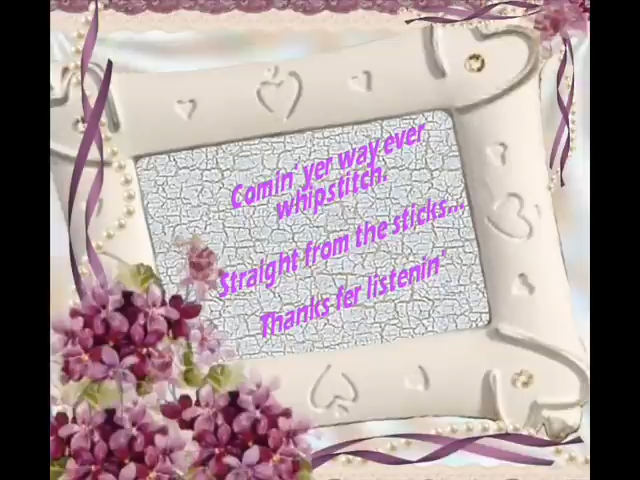 Comin' yer way ever
whipstitch.
Straight from the sticks...
Thanks fer listenin'